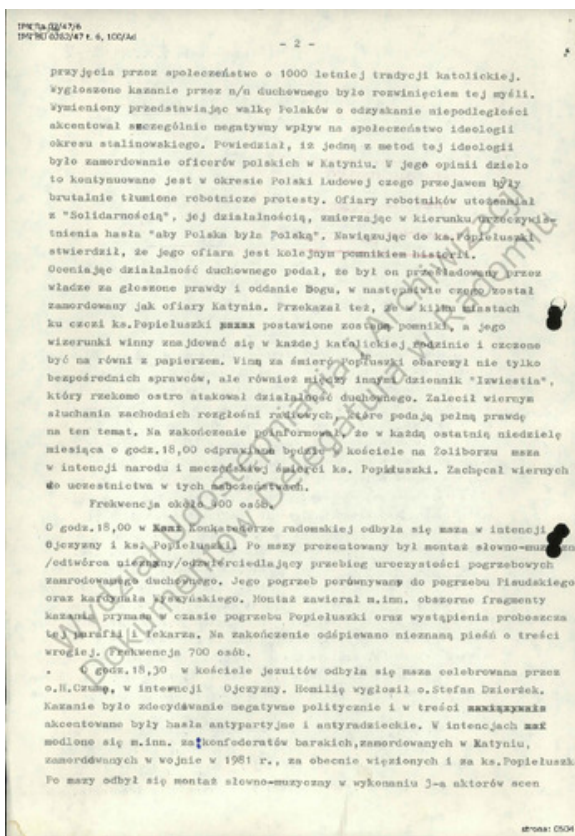 IPN BU 0262/47 t. 6, 100/Ad
- 2 -
przyjęcia przez społeczeństwo o 1000 letniej tradycji katolickiej.
Wygłoszone kazanie przez n/n duchownego było rozwinięciem tej myśli.
Wymieniony przedstawiając walkę Polaków o odzyskanie niepodległości
akcentował szczególnie negatywny wpływ na społeczeństwo ideologii
okresu stalinowskiego. Powiedział, iż jedną z metod tej ideologii
było zamordowanie oficerów polskich w Katyniu. W jego opinii dzieło
to kontynuowane jest w okresie Polski Ludowej czego przejawem były
brutalnie tłumione robotnicze protesty. Ofiary robotników utożsamiał
z "Solidarnością", jej działalnością, zmierzając w kierunku urzeczywis-
tnienia hasła "aby Polska była Polską". Nawiązując do ks.Popiełuszki
stwierdził, że jego ofiara jest kolejnym pomnikiem historii.
Oceniając działalność duchownego podał, że był on prześladowany przez
władze za głoszone prawdy i oddanie Bogu, w następstwie czego został
zamordowany jak ofiary Katynia. Przekazał też, że w kilku miastach
ku czci ks.Popiełuszki postawione zostaną pomniki, a jego
wizerunki winny znajdować się w każdej katolickiej rodzinie i czczone
być na równi z papierzem. Winą za śmierć Popiełuszki obarczył nie tylko
bezpośrednich sprawców, ale również między innymi dziennik "Izwiestia",
który rzekomo ostro atakował działalność duchownego. Zalecił wiernym
słuchania zachodnich rozgłośni radiowych, które podają pełną prawdę
na ten temat. Na zakończenie poinformował, że w każdą ostatnią niedzielę
miesiąca o godz.18,00 odprawiana będzie w kościele na Żoliborzu msza
w intencji narodu i męczeńskiej śmierci ks. Popiełuszki. Zachęcał wiernych
do uczestnictwa w tych nabożeństwach.
Frekwencja około 400 osób.
O godz.18,00 w Konkatedrze radomskiej odbyła się msza w intencji
Ojczyzny i ks. Popiełuszki. Po mszy prezentowany był montaż słowno-muzyczny
/odtwórca nieznany/odzwierciedlający przebieg uroczystości pogrzebowych
zamordowanego duchownego. Jego pogrzeb porównywano do pogrzebu Piłsudskiego
oraz kardynała Wyszyńskiego. Montaż zawierał m.inn. obszerne fragmenty
kazania prymasa w czasie pogrzebu Popiełuszki oraz wystąpienia proboszcza
tej parafii i lekarza. Na zakończenie odśpiewano nieznaną pieśń o treści
wrogiej. Frekwencja 700 osób.
. O godz.18,30 w kościele jezuitów odbyła się msza celebrowana przez
o.H.Czumę, w intencji Ojczyzny. Homilię wygłosił o.Stefan Dzierżek.
Kazanie było zdecydowanie negatywne politycznie i w treści
akcentowane były hasła antypartyjne i antyradzieckie. W intencjach
modlono się m.inn. za konfederatów barskich,zamordowanych w Katyniu,
zamordowanych w wojnie w 1981 r., za obecnie więzionych i za ks.Popiełuszk
Po mszy odbył się montaż słowno-muzyczny w wykonaniu 3-a aktorów scen
Wydział Udostępniania i Archiwizacji
Dokumentów Delegatura w Radomiu